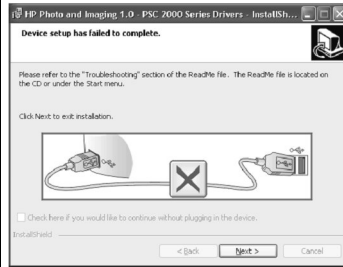 HP Photo and Imaging 1.0 - PSC 2000 Series Drivers - InstallSh...
Device setup has failed to complete.
Please refer to the "Troubleshooting" section of the ReadMe file. The ReadMe file is located on
the CD or under the Start menu.
Click Next to exit installation.
Check here if you would like to continue without plugging in the device.
InstallShield
< Back
Next >
Cancel